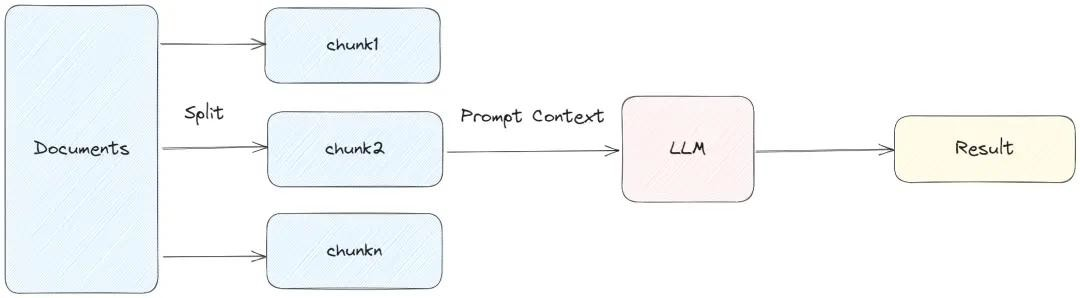 Documents
Split
chunk1
chunk2
chunkn
Prompt Context
LLM
Result